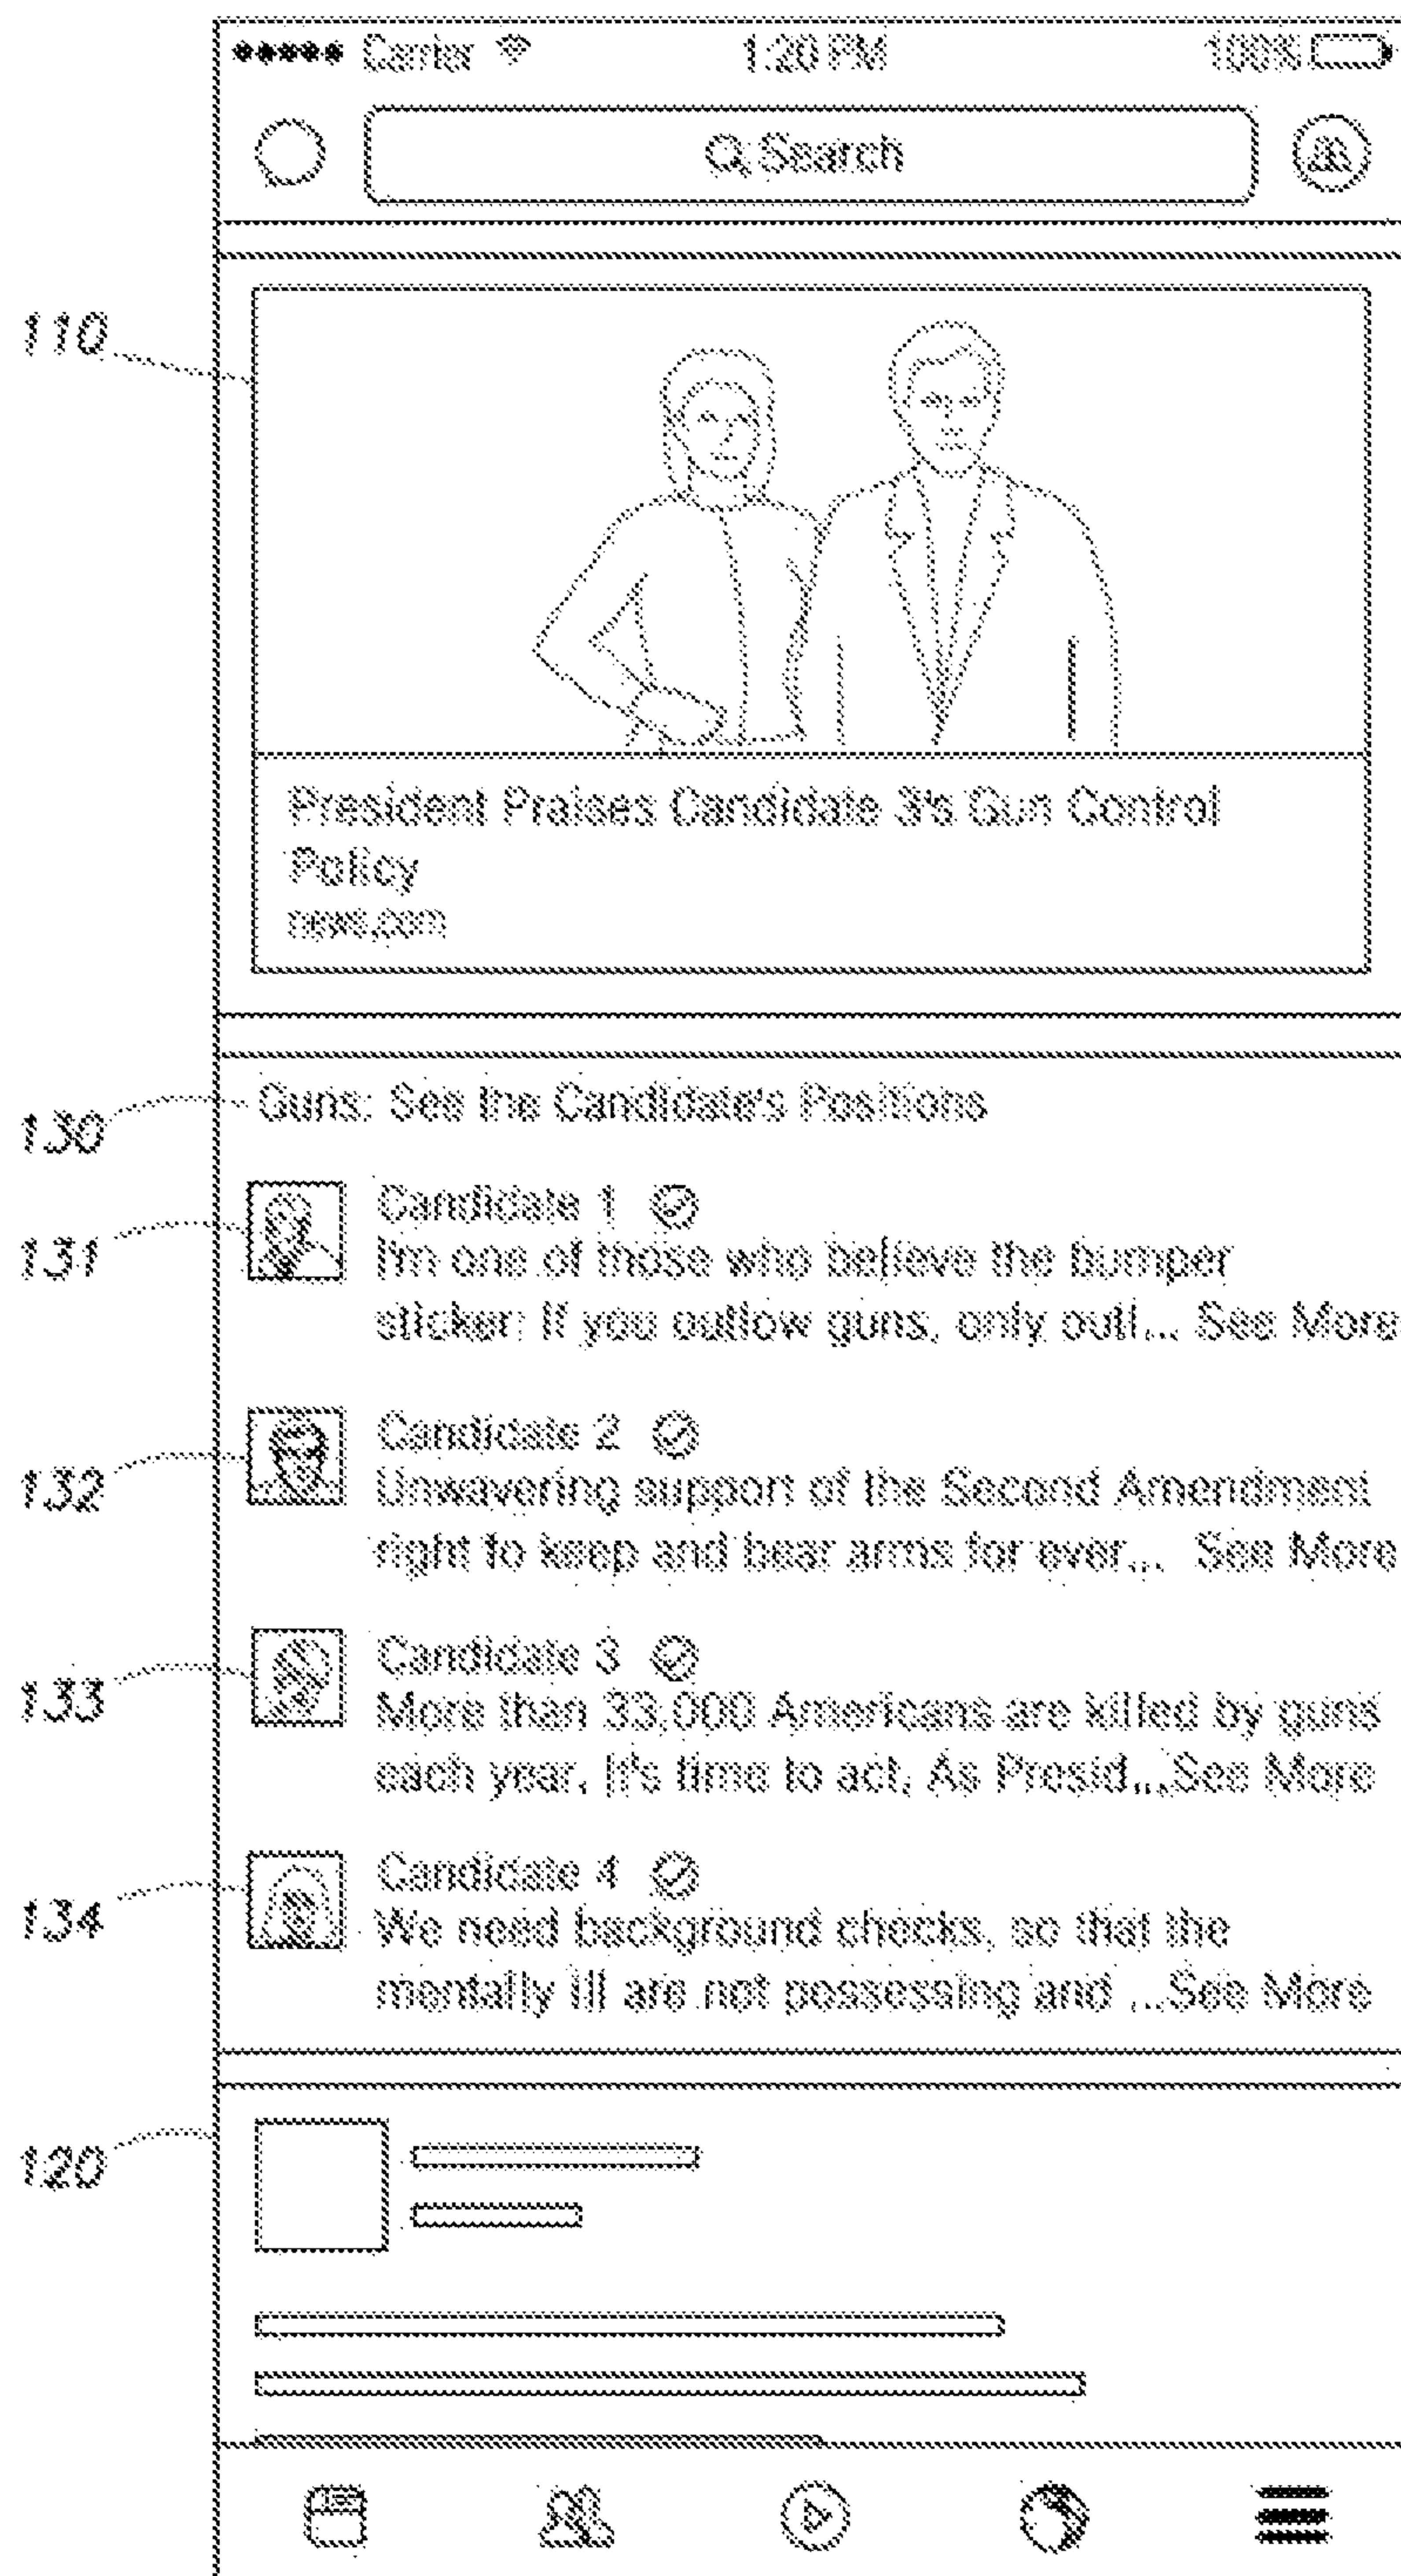 Carrier 1:20 PM 100%
Search
110
President Praises Candidate 3's Gun Control
Policy
news.com
130
Guns: See the Candidate's Positions
131
Candidate 1
I'm one of those who believe the bumper
sticker: If you outlow guns, only outl... See More
132
Candidate 2
Unwavering support of the Second Amendment
right to keep and bear arms for ever... See More
133
Candidate 3
More than 33,000 Americans are killed by guns
each year. It's time to act. As Presid...See More
134
Candidate 4
We need background checks, so that the
mentally ill are not possessing and ...See More
120